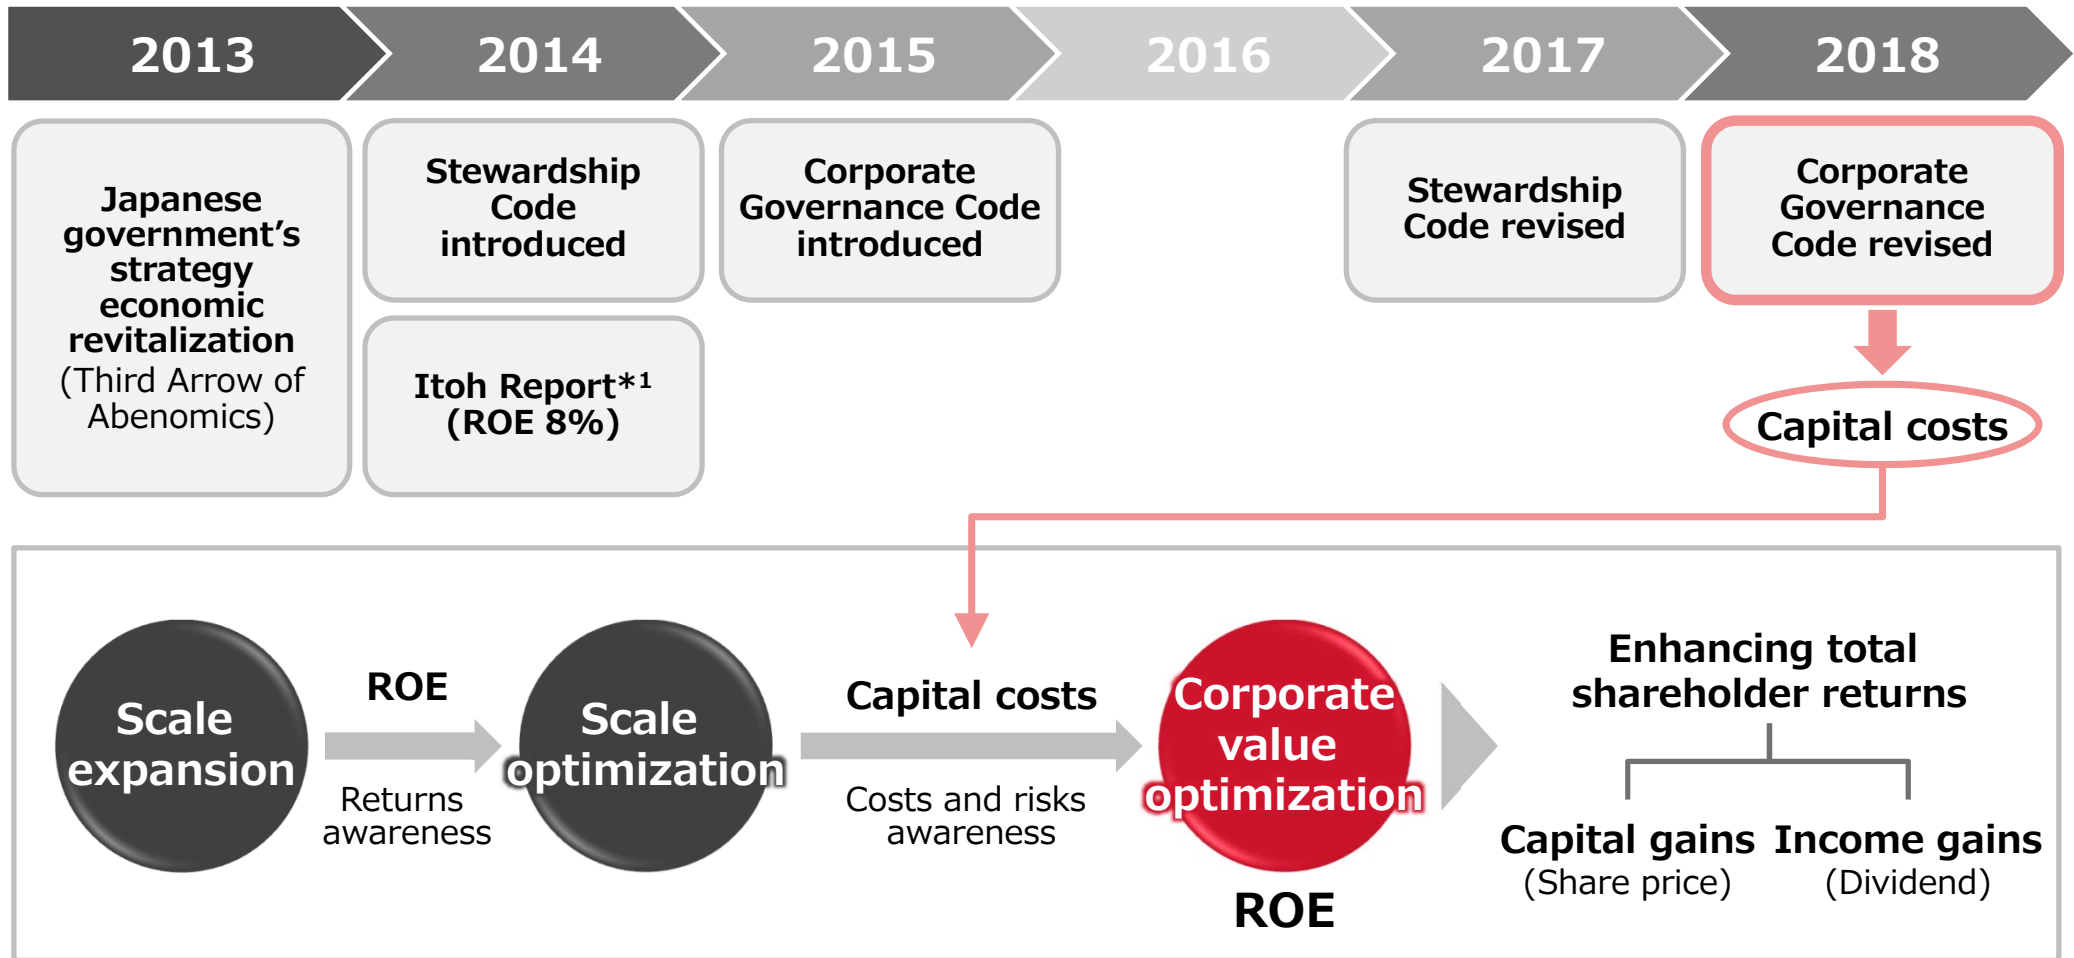 2013
2014
2015
2016
2017
2018
Japanese
government’s
strategy
economic
revitalization
(Third Arrow of
Abenomics)
Stewardship
Code
introduced
Itoh Report*1
(ROE 8%)
Corporate
Governance Code
introduced
Stewardship
Code revised
Corporate
Governance
Code revised
Capital costs
Scale
expansion
ROE
Returns
awareness
Scale
optimization
Capital costs
Costs and risks
awareness
Corporate
value
optimization
ROE
Enhancing total
shareholder returns
Capital gains
(Share price)
Income gains
(Dividend)